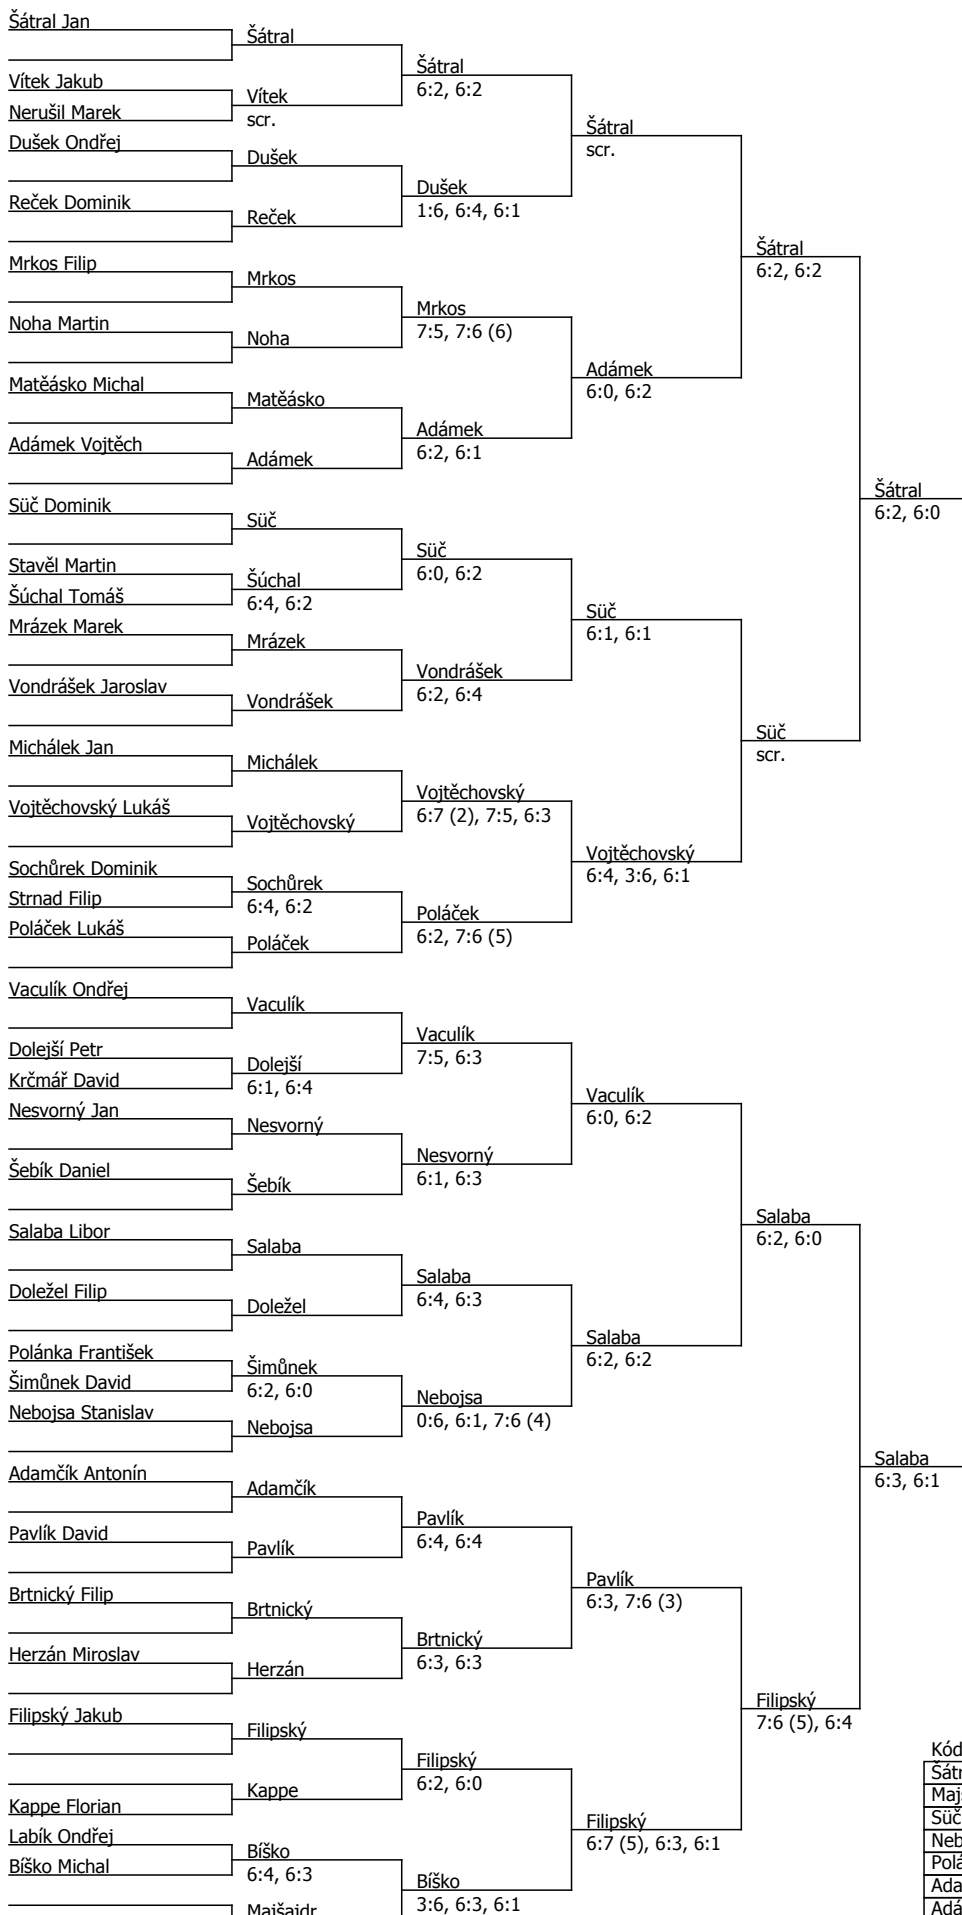 Šátral Jan
Vítek Jakub
Nerušil Marek
Dušek Ondřej
Reček Dominik
Mrkos Filip
Noha Martin
Matěásko Michal
Adámek Vojtěch
Süč Dominik
Stavěl Martin
Šúchal Tomáš
Mrázek Marek
Vondrášek Jaroslav
Michálek Jan
Vojtěchovský Lukáš
Sochůrek Dominik
Strnad Filip
Poláček Lukáš
Vaculík Ondřej
Dolejší Petr
Krčmář David
Nesvorný Jan
Šebík Daniel
Salaba Libor
Doležel Filip
Polánka František
Šimůnek David
Nebojsa Stanislav
Adamčík Antonín
Pavlík David
Brtnický Filip
Herzán Miroslav
Filipský Jakub
Kappe Florian
Labík Ondřej
Bíško Michal
Šátral
Vítek
scr.
Dušek
Reček
Mrkos
Noha
Matěásko
Adámek
Süč
Šúchal
6:4, 6:2
Mrázek
Vondrášek
Michálek
Vojtěchovský
Sochůrek
6:4, 6:2
Poláček
Vaculík
Dolejší
6:1, 6:4
Nesvorný
Šebík
Salaba
Doležel
Šimůnek
6:2, 6:0
Nebojsa
Adamčík
Pavlík
Brtnický
Herzán
Filipský
Kappe
Bíško
6:4, 6:3
Majšajdr
Šátral
6:2, 6:2
Dušek
1:6, 6:4, 6:1
Mrkos
7:5, 7:6 (6)
Adámek
6:2, 6:1
Süč
6:0, 6:2
Vondrášek
6:2, 6:4
Vojtěchovský
6:7 (2), 7:5, 6:3
Poláček
6:2, 7:6 (5)
Vaculík
7:5, 6:3
Nesvorný
6:1, 6:3
Salaba
6:4, 6:3
Nebojsa
0:6, 6:1, 7:6 (4)
Pavlík
6:4, 6:4
Brtnický
6:3, 6:3
Filipský
6:2, 6:0
Bíško
3:6, 6:3, 6:1
Šátral
scr.
Adámek
6:0, 6:2
Süč
6:1, 6:1
Vojtěchovský
6:4, 3:6, 6:1
Vaculík
6:0, 6:2
Salaba
6:2, 6:2
Pavlík
6:3, 7:6 (3)
Filipský
6:7 (5), 6:3, 6:1
Šátral
6:2, 6:2
Süč
scr.
Salaba
6:2, 6:0
Filipský
7:6 (5), 6:4
Šátral
6:2, 6:0
Salaba
6:3, 6:1
Kód
Šátr
Maj
Süč
Neb
Polá
Ada
Adá